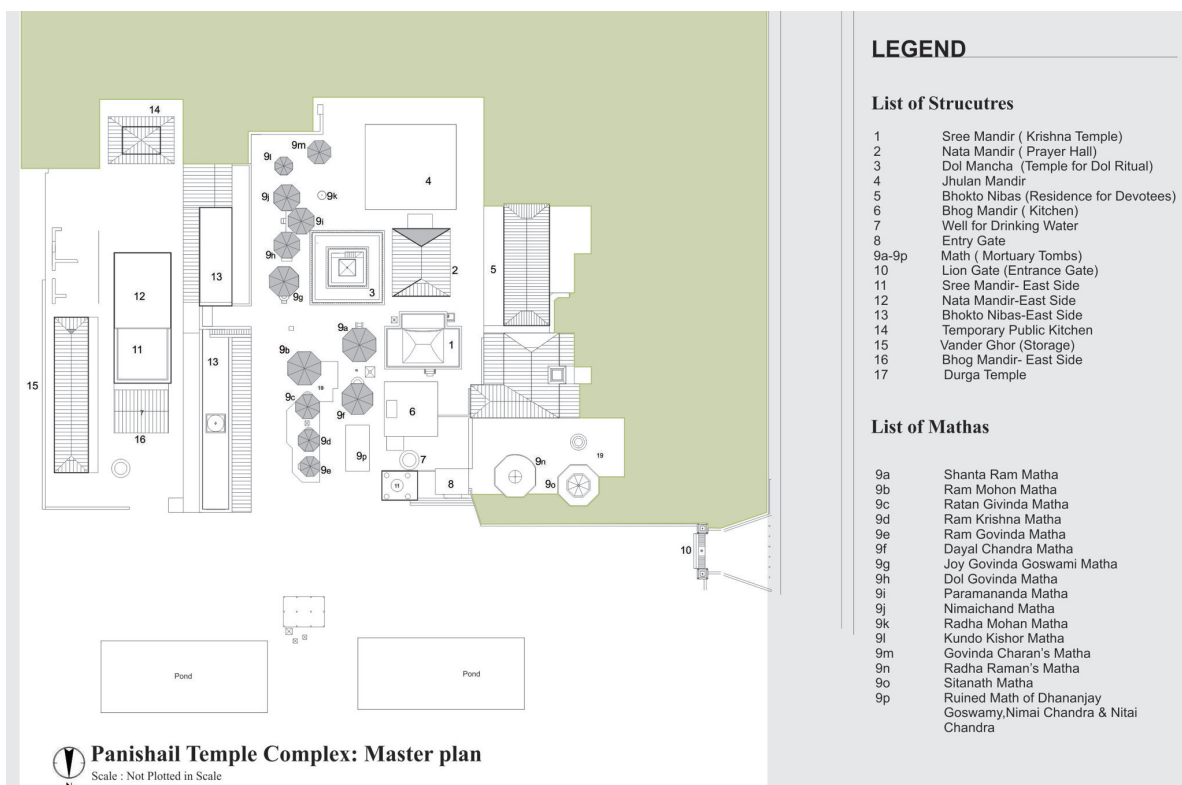 14
9m
9l
9j
9k
9i
9n
9g
13
12
11
15
7
16
13
4
3
2
5
9a
9b
1
9c
19
9f
9d
9e
9p
6
7
11
8
9n
9o
19
10
Pond
Pond
Panishail Temple Complex: Master plan
Scale : Not Plotted in Scale
N
LEGEND
List of Strucutres
1 Sree Mandir ( Krishna Temple)
2 Nata Mandir ( Prayer Hall)
3 Dol Mancha (Temple for Dol Ritual)
4 Jhulan Mandir
5 Bhokto Nibas (Residence for Devotees)
6 Bhog Mandir ( Kitchen)
7 Well for Drinking Water
8 Entry Gate
9a-9p Math ( Mortuary Tombs)
10 Lion Gate (Entrance Gate)
11 Sree Mandir- East Side
12 Nata Mandir-East Side
13 Bhokto Nibas-East Side
14 Temporary Public Kitchen
15 Vander Ghor (Storage)
16 Bhog Mandir- East Side
17 Durga Temple
List of Mathas
9a Shanta Ram Matha
9b Ram Mohon Matha
9c Ratan Givinda Matha
9d Ram Krishna Matha
9e Ram Govinda Matha
9f Dayal Chandra Matha
9g Joy Govinda Goswami Matha
9h Dol Govinda Matha
9i Paramananda Matha
9j Nimaichand Matha
9k Radha Mohan Matha
9l Kundo Kishor Matha
9m Govinda Charan's Matha
9n Radha Raman's Matha
9o Sitanath Matha
9p Ruined Math of Dhananjay
Goswamy,Nimai Chandra & Nitai
Chandra